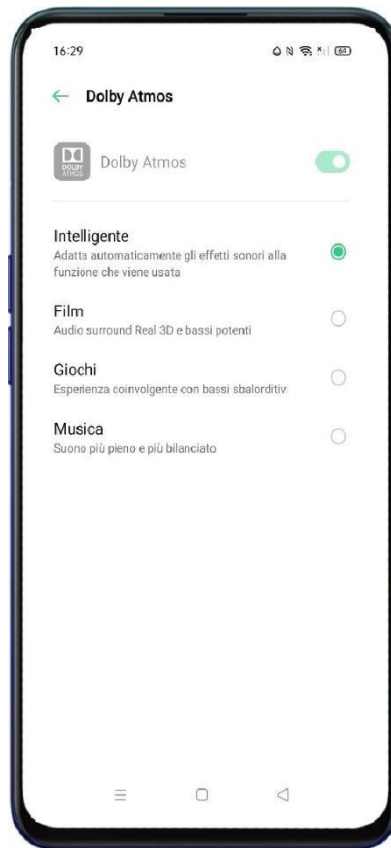 16:29
64
Dolby Atmos
DOLBY
ATMOS
Dolby Atmos
Intelligente
Adatta automaticamente gli effetti sonori alla
funzione che viene usata
Film
Audio surround Real 3D e bassi potenti
Giochi
Esperienza coinvolgente con bassi sbalorditiv
Musica
Suono più pieno e più bilanciato